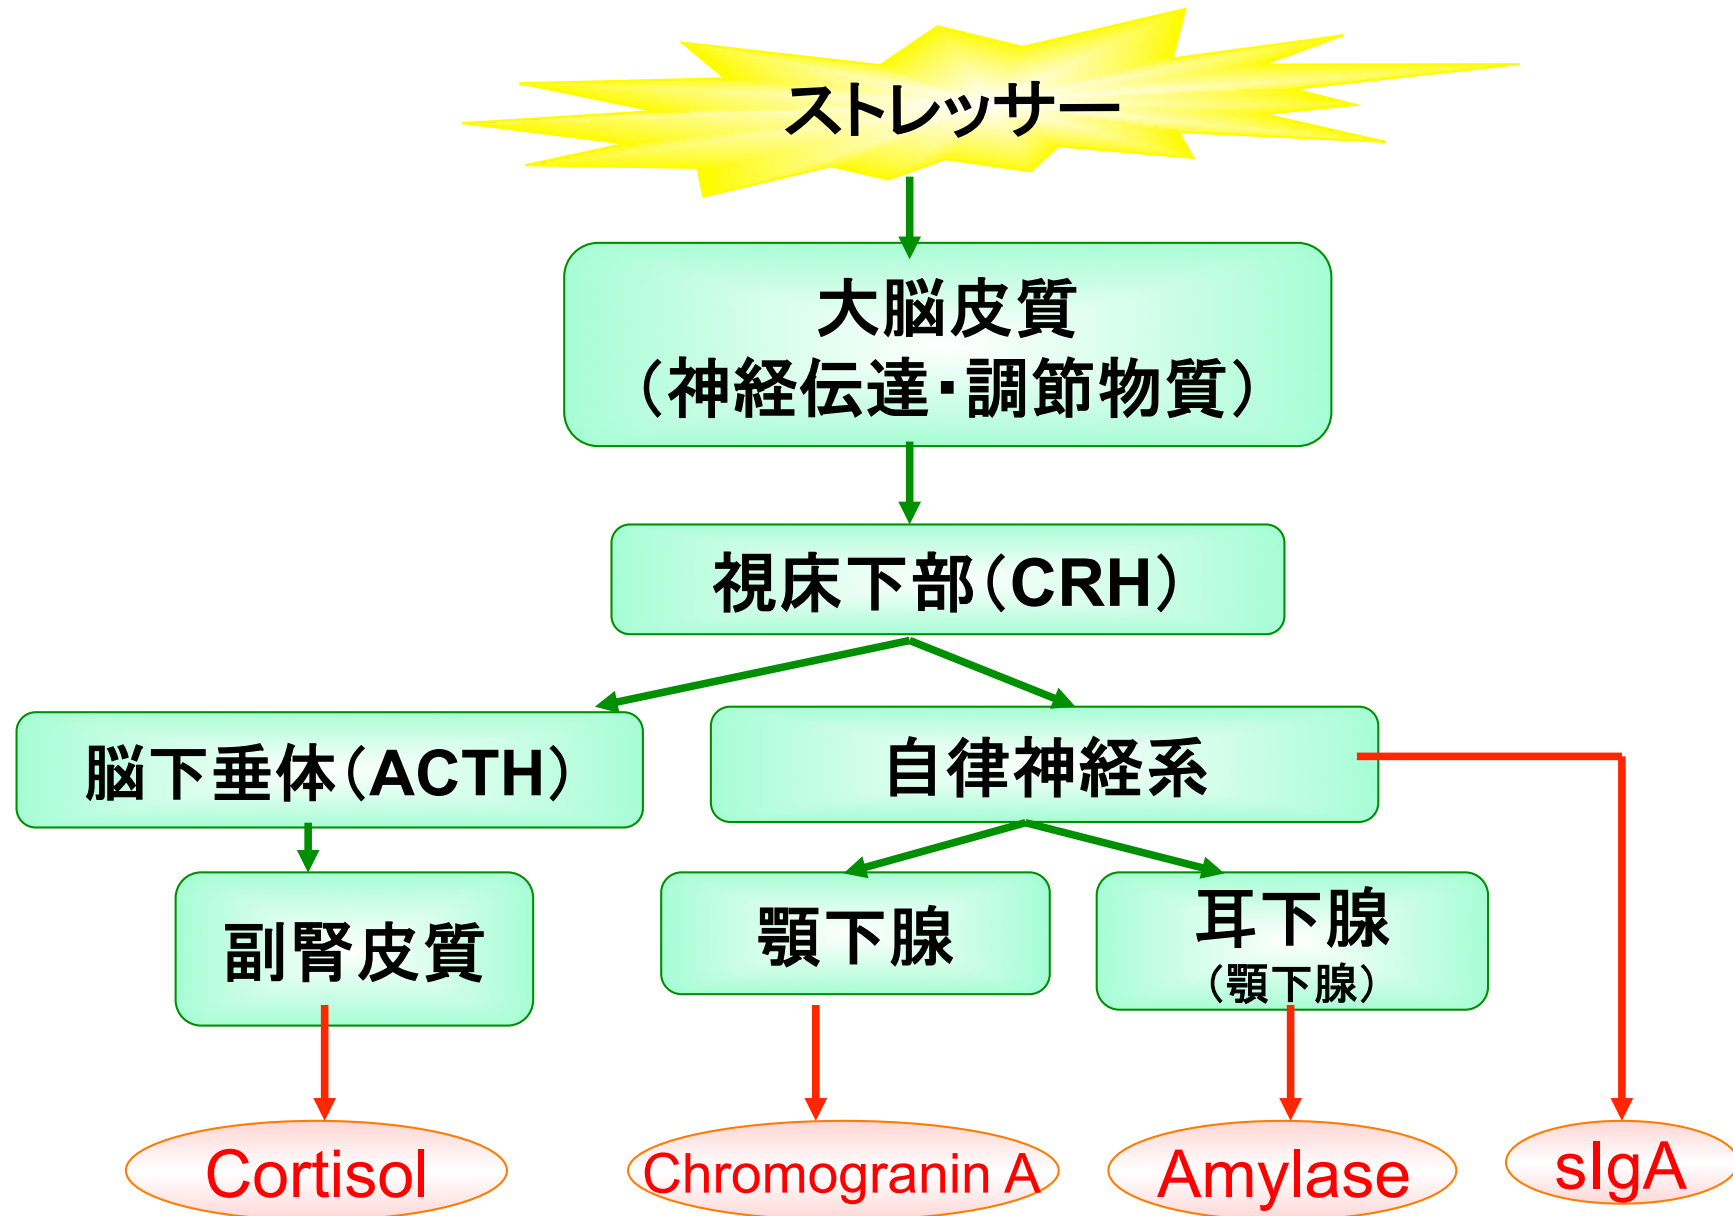 ストレッサー
大脳皮質
（神経伝達・調節物質）
視床下部（CRH）
脳下垂体（ACTH）
自律神経系
副腎皮質
顎下腺
耳下腺
（顎下腺）
Cortisol
Chromogranin A
Amylase
sIgA